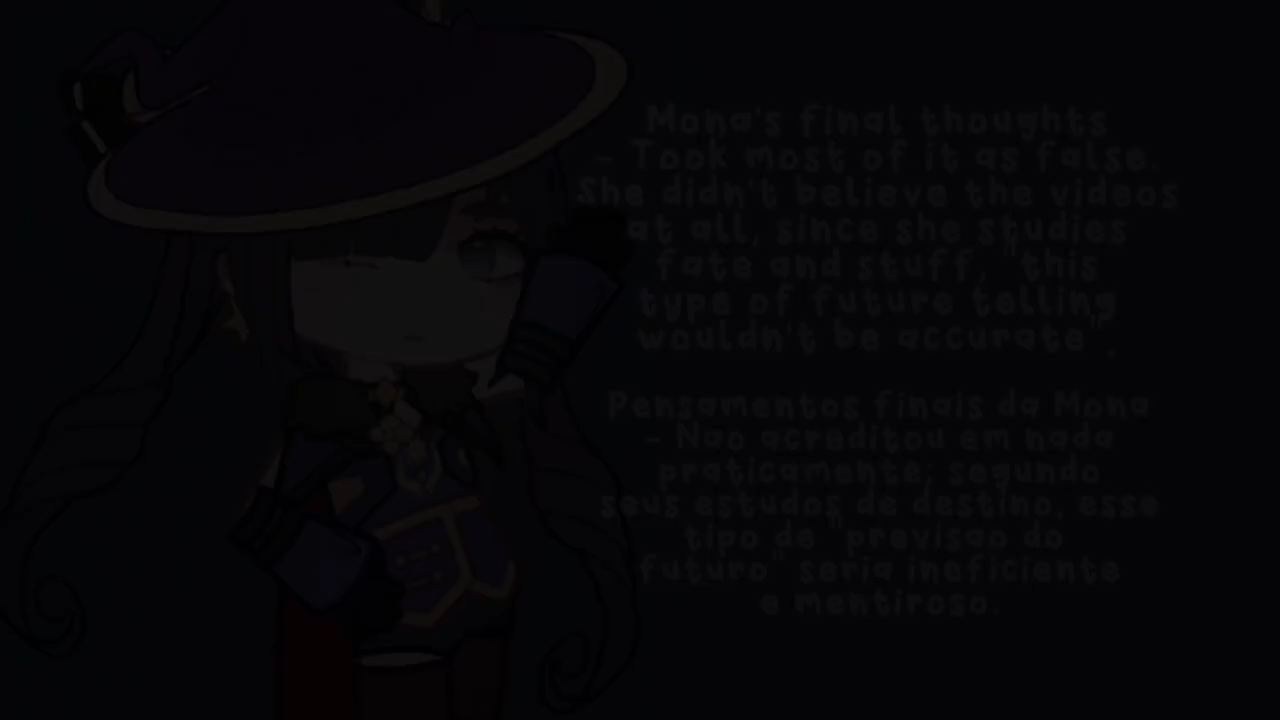 Mona's final thoughts
- Took most of it as false.
She didn't believe the videos
at all, since she studies
fate and stuff, "this
type of future telling
wouldn't be accurate".
Pensamentos finais da Mona
- Nao acreditou em nada
praticamente; segundo
seus estudos de destino, esse
tipo de "previsao do
futuro" seria ineficiente
e mentirosa.